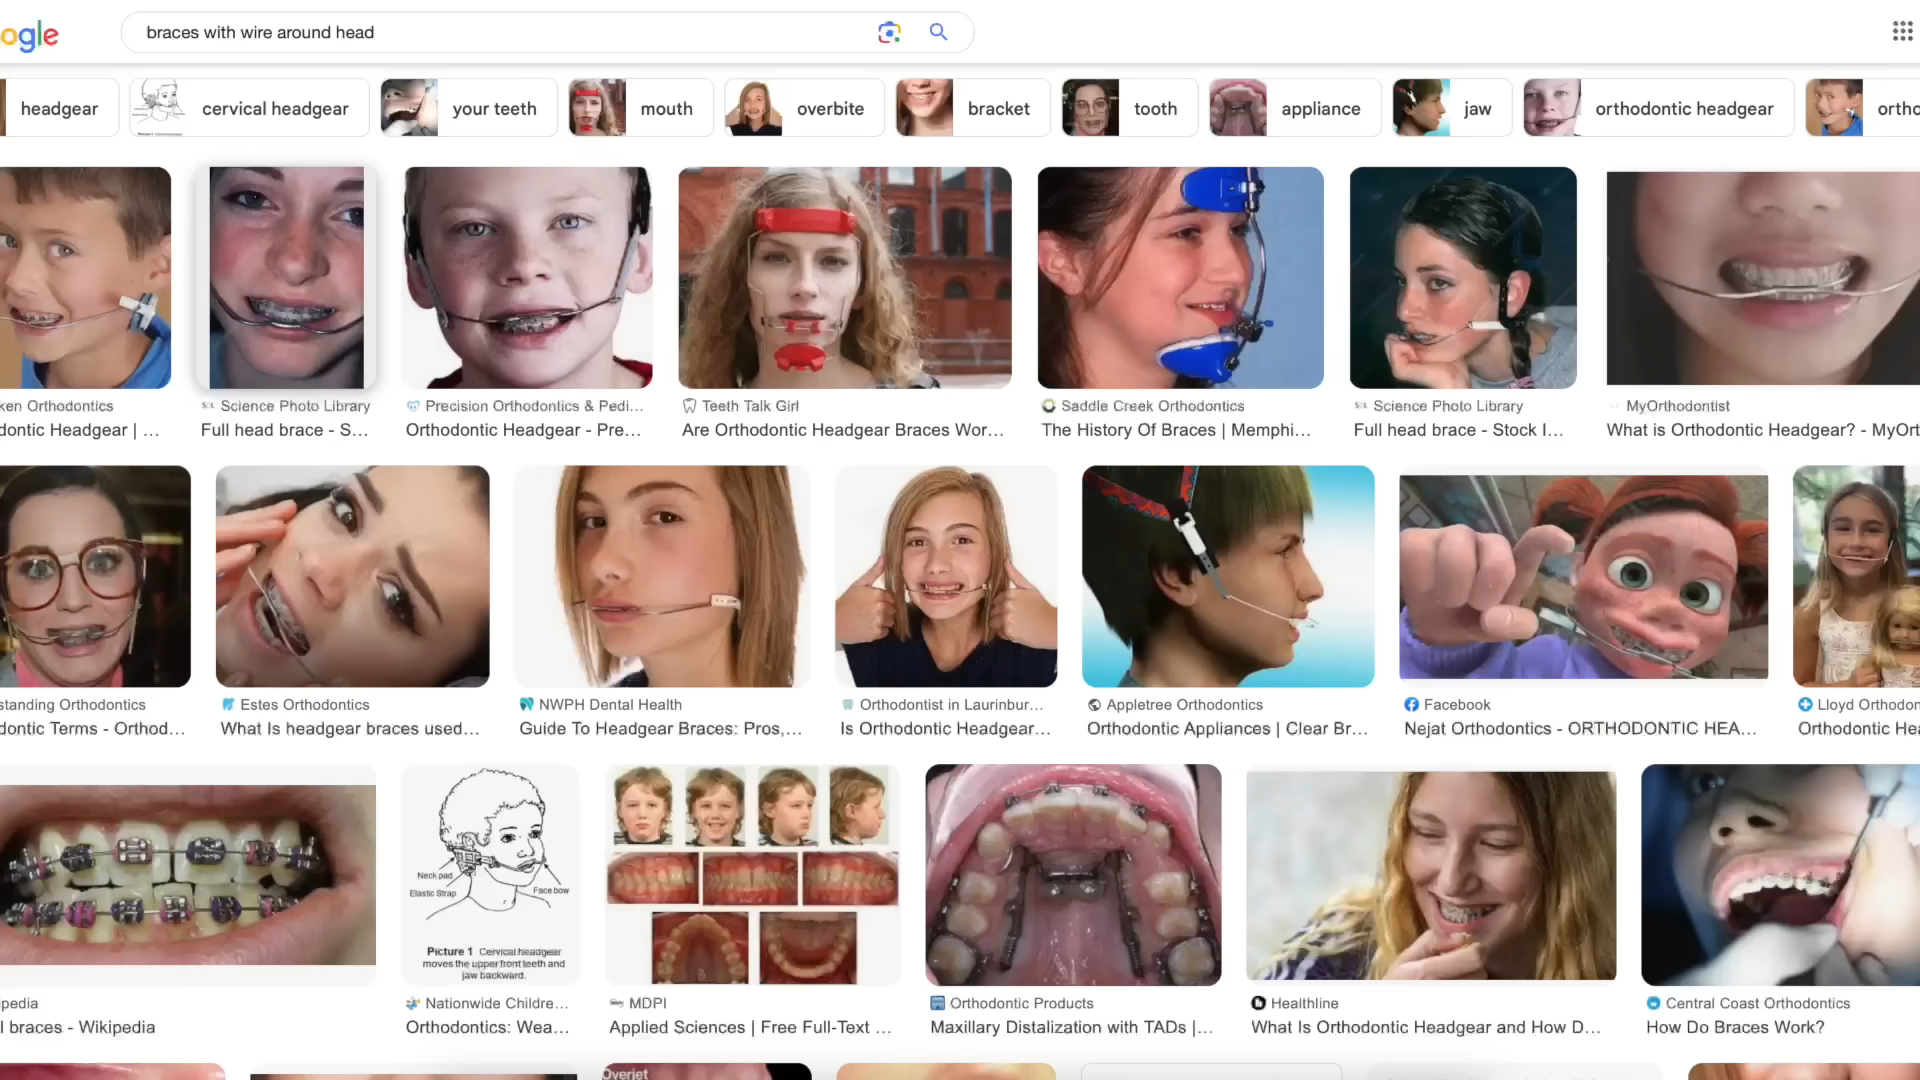 ogle
braces with wire around head
headgear
cervical headgear
your teeth
mouth
overbite
bracket
tooth
appliance
jaw
orthodontic headgear
ortho
ken Orthodontics
dontic Headgear | ...
Science Photo Library
Full head brace - S...
Precision Orthodontics & Pedi...
Orthodontic Headgear - Pre...
Teeth Talk Girl
Are Orthodontic Headgear Braces Wor...
Saddle Creek Orthodontics
The History Of Braces | Memphi...
Science Photo Library
Full head brace - Stock I...
MyOrthodontist
What is Orthodontic Headgear? - MyOrt
standing Orthodontics
dontic Terms - Orthod...
Estes Orthodontics
What Is headgear braces used...
NWPH Dental Health
Guide To Headgear Braces: Pros,...
Orthodontist in Laurinbur...
Is Orthodontic Headgear...
Appletree Orthodontics
Orthodontic Appliances | Clear Br...
Facebook
Nejat Orthodontics - ORTHODONTIC HEA...
Lloyd Orthodon
Orthodontic Hea
Neck pad
Elastic Strap
Face bow
Picture 1 Cervical headgear
moves the upper front teeth and
jaw backward.
pedia
l braces - Wikipedia
Nationwide Childre...
Orthodontics: Wea...
MDPI
Applied Sciences | Free Full-Text ...
Orthodontic Products
Maxillary Distalization with TADs |...
Healthline
What Is Orthodontic Headgear and How D...
Central Coast Orthodontics
How Do Braces Work?
Overjet